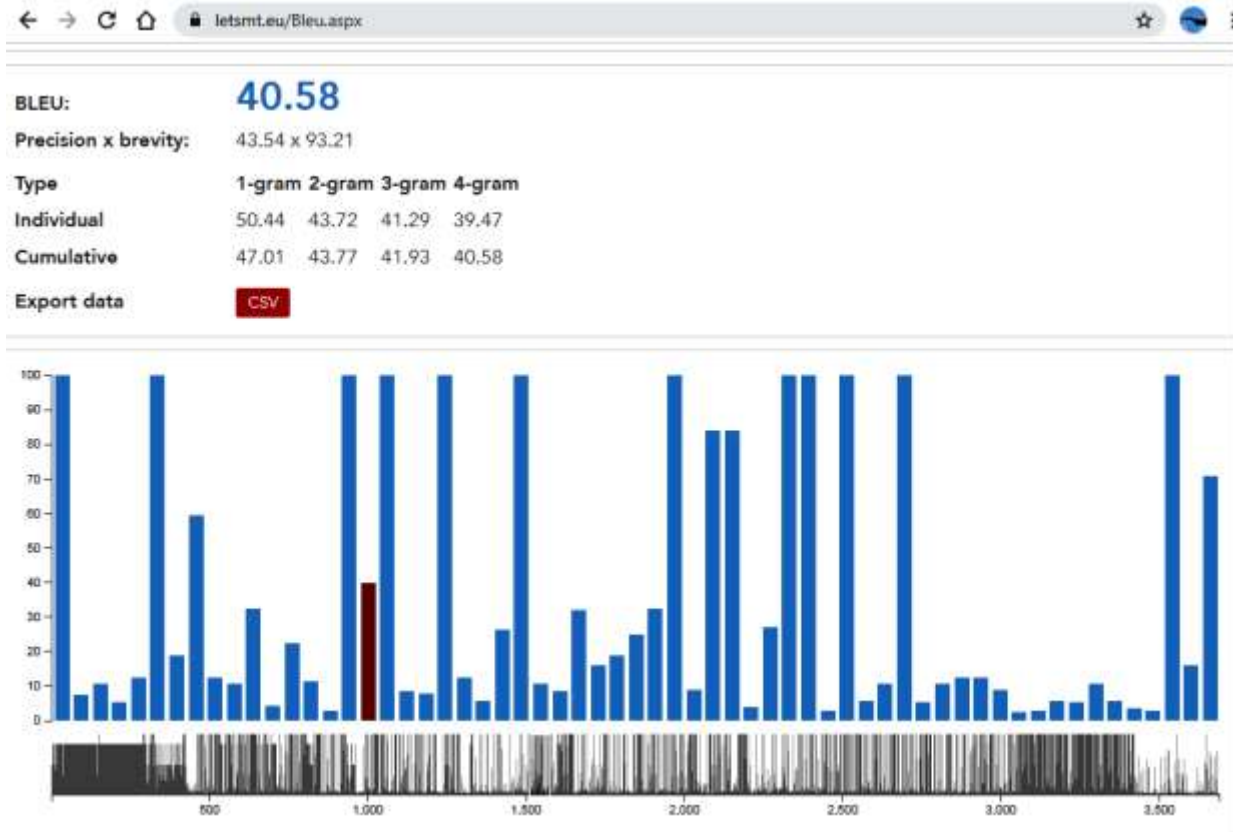 letsmt.eu/Bleu.aspx
BLEU: 40.58
Precision x brevity: 43.54 x 93.21
Type 1-gram 2-gram 3-gram 4-gram
Individual 50.44 43.72 41.29 39.47
Cumulative 47.01 43.77 41.93 40.58
Export data CSV
100
90
80
70
60
50
40
30
20
10
0
500 1.000 1.500 2.000 2.500 3.000 3.500